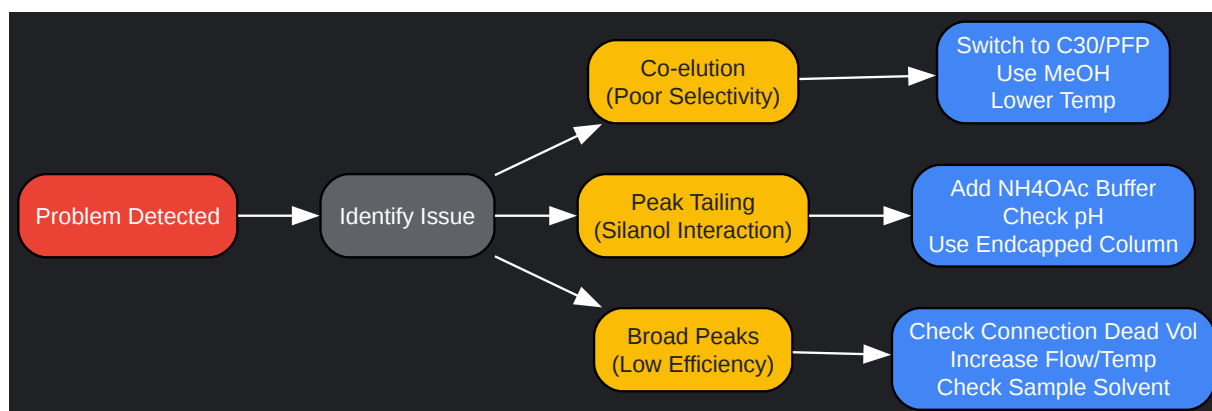 Problem Detected
Identify Issue
Co-elution
(Poor Selectivity)
Switch to C30/PFP
Use MeOH
Lower Temp
Peak Tailing
(Silanol Interaction)
Add NH4OAc Buffer
Check pH
Use Endcapped Column
Broad Peaks
(Low Efficiency)
Check Connection Dead Vol
Increase Flow/Temp
Check Sample Solvent